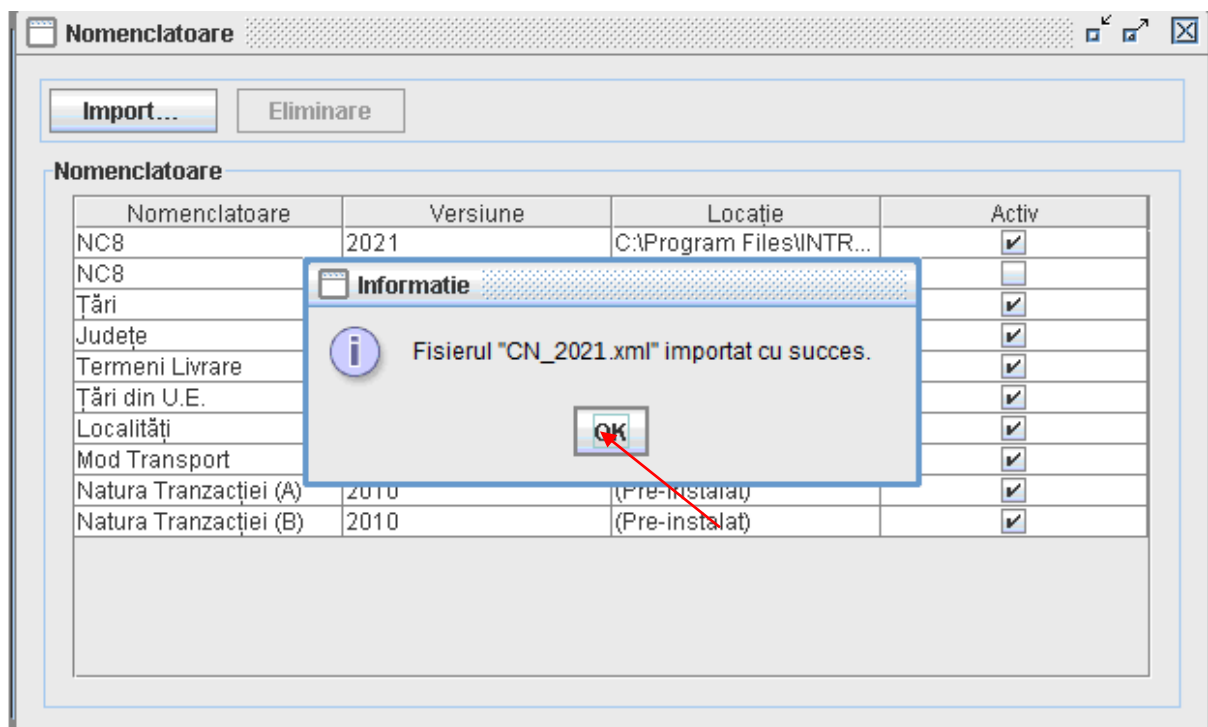 Nomenclatoare
Import... Eliminare
Nomenclatoare
Nomenclatoare Versiune Locație Activ
NC8 2021 C:\Program Files\INTR...
NC8
Informatie
Țări
Județe
Fisierul "CN_2021.xml" importat cu succes.
Termeni Livrare
Țări din U.E.
Localități
OK
Mod Transport
Natura Tranzacției (A) 2010 (Pre-instalat)
Natura Tranzacției (B) 2010 (Pre-instalat)